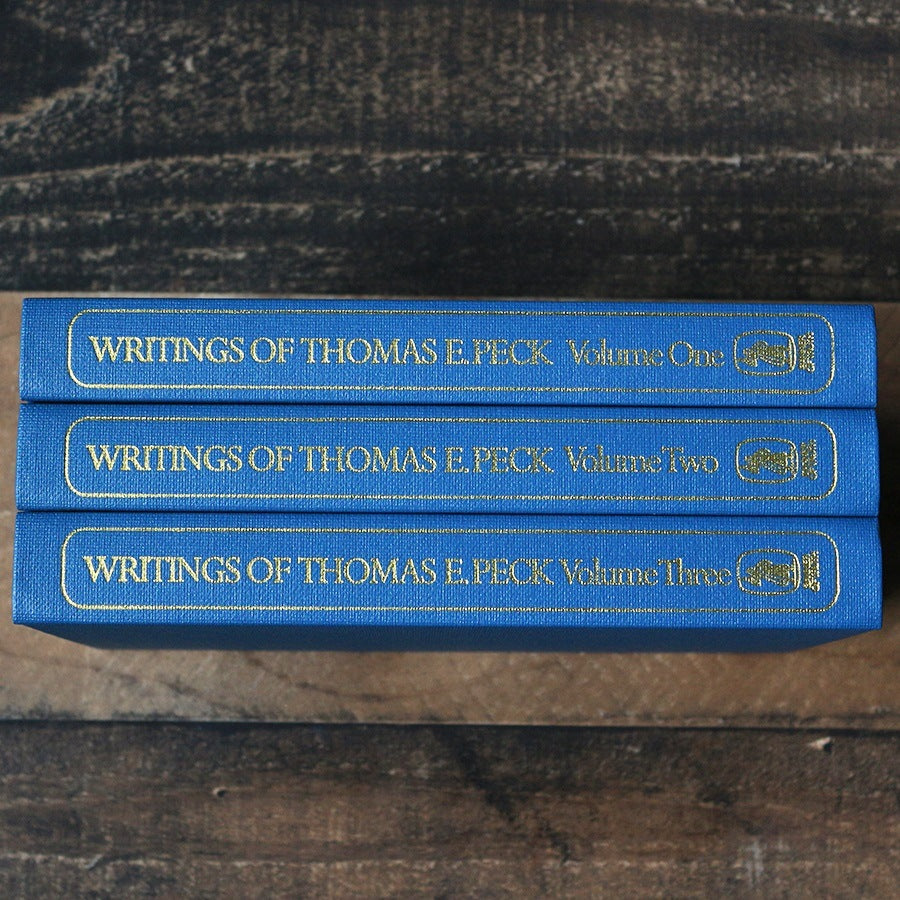 WRITINGS OF THOMAS E. PECK Volume One
WRITINGS OF THOMAS E. PECK Volume Two
WRITINGS OF THOMAS E. PECK Volume Three